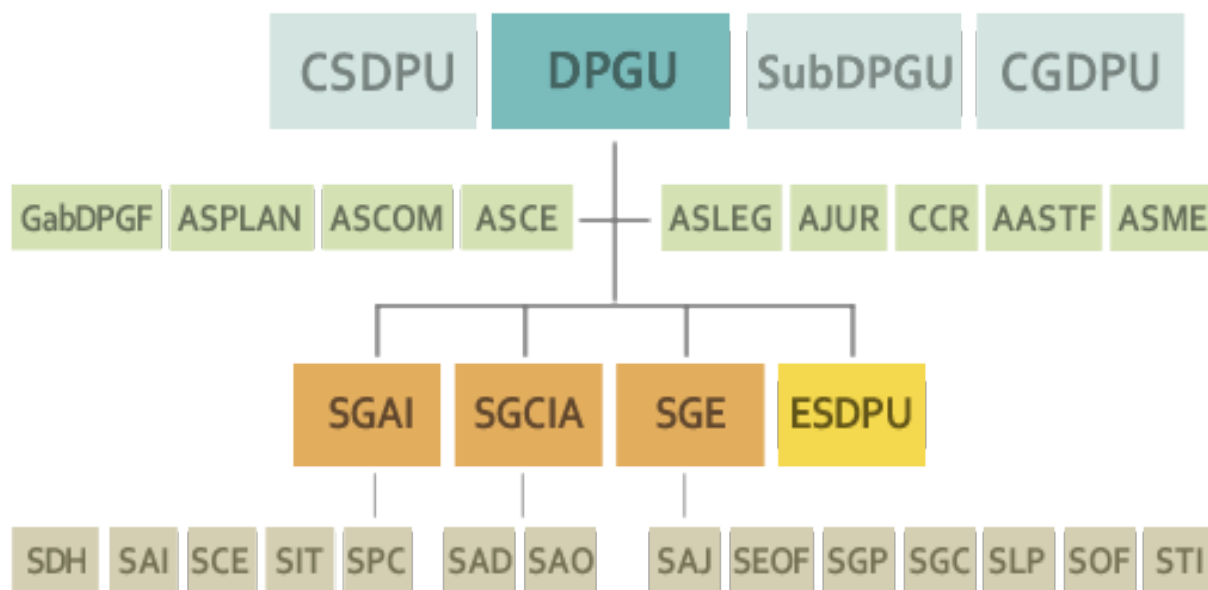 CSDPU DPGU SubDPGU CGDPU
GabDPGF ASPLAN ASCOM ASCE ASLEG AJUR CCR AASTF ASME
SGAI SGCIA SGE ESDPU
SDH SAI SCE SIT SPC SAD SAO SAJ SEOF SGP SGC SLP SOF STI